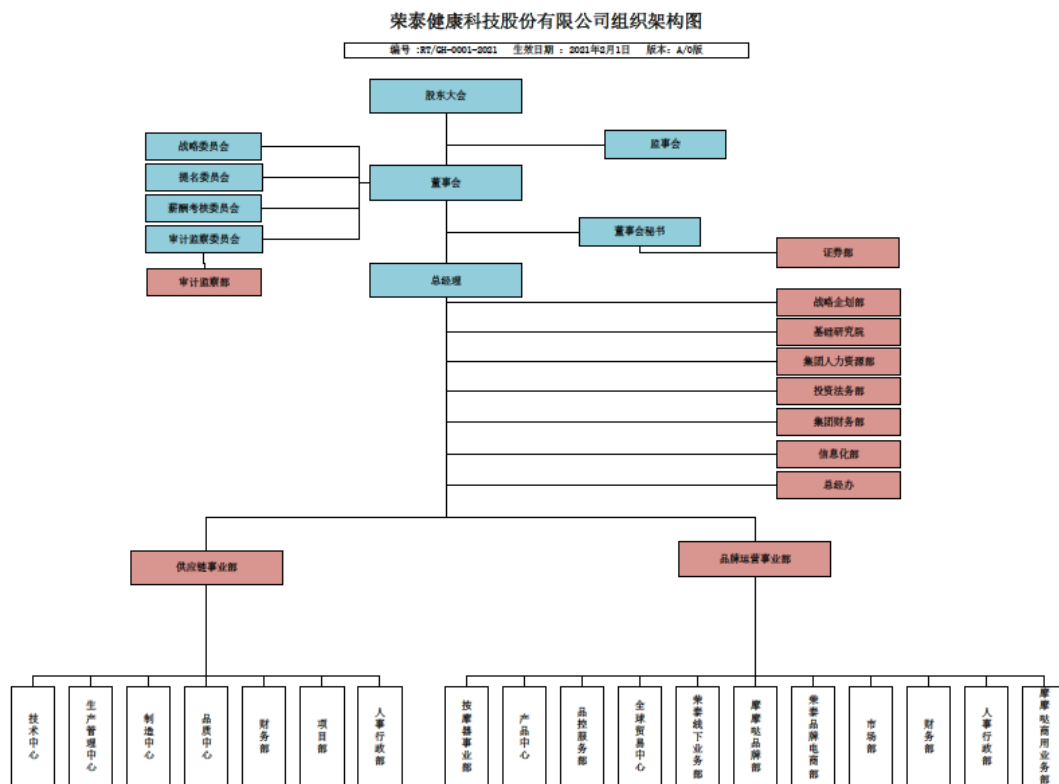 荣泰健康科技股份有限公司组织架构图
编号 :RT/GH-0001-2021 生效日期 : 2021年2月1日 版本: A/0版
股东大会
监事会
战略委员会
提名委员会
薪酬考核委员会
审计监察委员会
审计监察部
董事会
董事会秘书
证券部
总经理
战略企划部
基础研究院
集团人力资源部
投资法务部
集团财务部
信息化部
总经办
供应链事业部
品牌运营事业部
技术中心
生产管理中心
制造中心
品质中心
财务部
项目部
人事行政部
按摩器事业部
产品中心
品控服务部
全球贸易中心
荣泰线下业务部
摩摩哒品牌部
荣泰品牌电商部
市场部
财务部
人事行政部
摩摩哒商用业务部